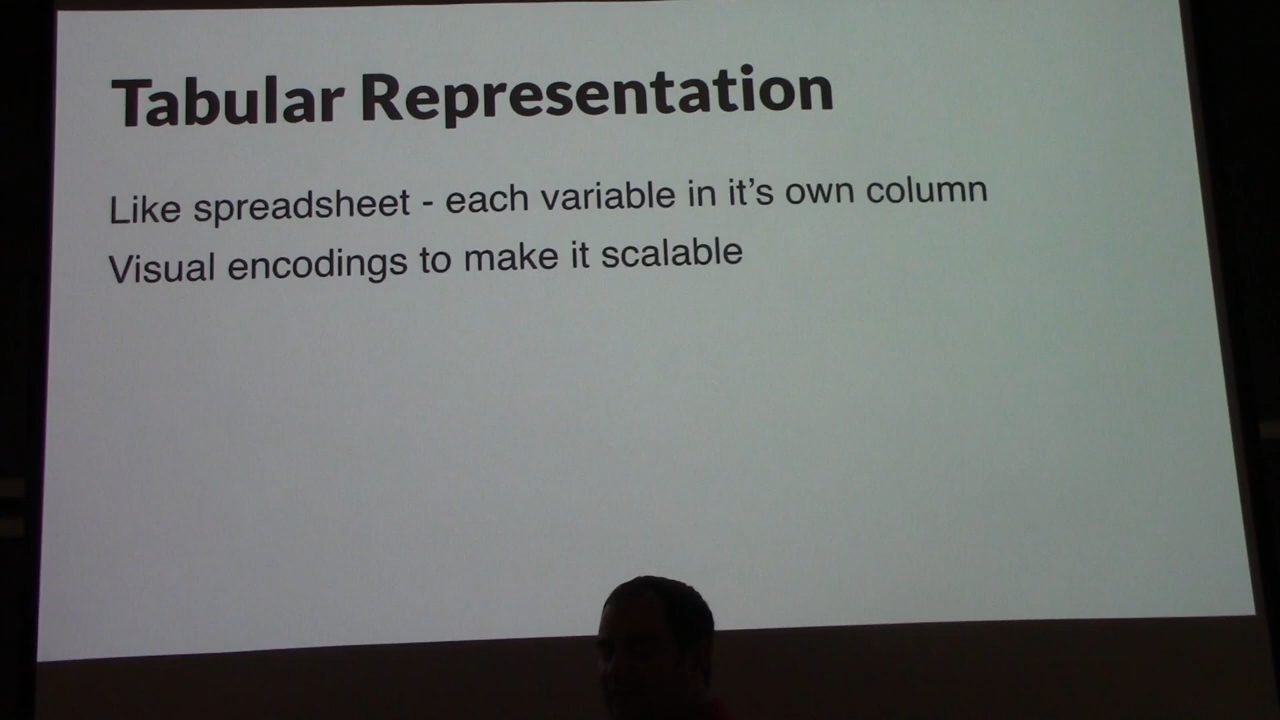 Tabular Representation
Like spreadsheet - each variable in it’s own column
Visual encodings to make it scalable